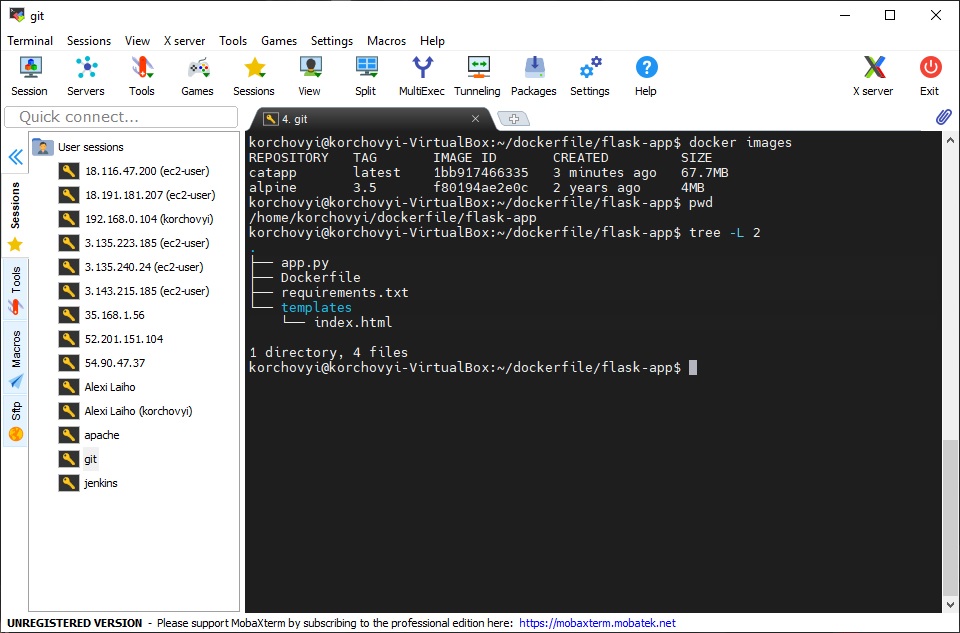 git
Terminal Sessions View X server Tools Games Settings Macros Help
Session Servers Tools Games Sessions View Split MultiExec Tunneling Packages Settings Help X server Exit
Quick connect...
4. git
Sessions
Tools
Macros
Sftp
User sessions
18.116.47.200 (ec2-user)
18.191.181.207 (ec2-user)
192.168.0.104 (korchovyi)
3.135.223.185 (ec2-user)
3.135.240.24 (ec2-user)
3.143.215.185 (ec2-user)
35.168.1.56
52.201.151.104
54.90.47.37
Alexi Laiho
Alexi Laiho (korchovyi)
apache
git
jenkins
korchovyi@korchovyi-VirtualBox:~/dockerfile/flask-app$ docker images
REPOSITORY   TAG       IMAGE ID       CREATED         SIZE
catapp       latest    1bb917466335   3 minutes ago   67.7MB
alpine       3.5       f80194ae2e0c   2 years ago     4MB
korchovyi@korchovyi-VirtualBox:~/dockerfile/flask-app$ pwd
/home/korchovyi/dockerfile/flask-app
korchovyi@korchovyi-VirtualBox:~/dockerfile/flask-app$ tree -L 2
.
├── app.py
├── Dockerfile
├── requirements.txt
└── templates
    └── index.html
1 directory, 4 files
korchovyi@korchovyi-VirtualBox:~/dockerfile/flask-app$
UNREGISTERED VERSION - Please support MobaXterm by subscribing to the professional edition here: https://mobaxterm.mobatek.net